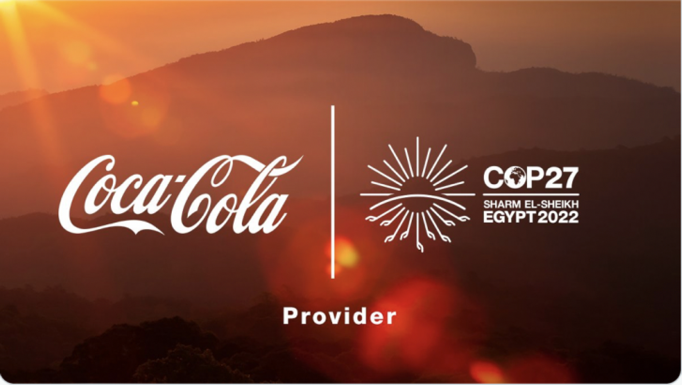 Coca-Cola
COP27
SHARM EL-SHEIKH
EGYPT 2022
Provider